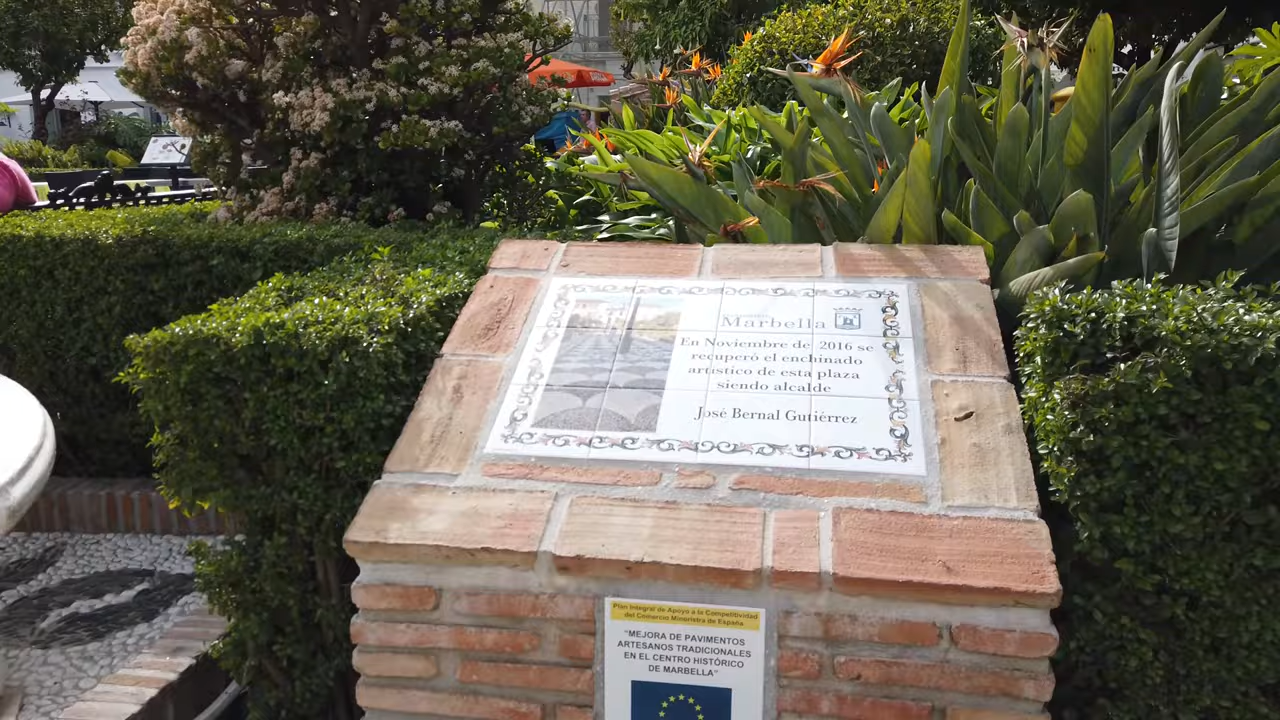 Marbella
En Noviembre de 2016 se
recuperó el enchinado
artístico de esta plaza
siendo alcalde
José Bernal Gutiérrez
Plan Integral de Apoyo a la Competitividad
del Comercio Minorista de España
"MEJORA DE PAVIMENTOS
ARTESANOS TRADICIONALES
EN EL CENTRO HISTÓRICO
DE MARBELLA"